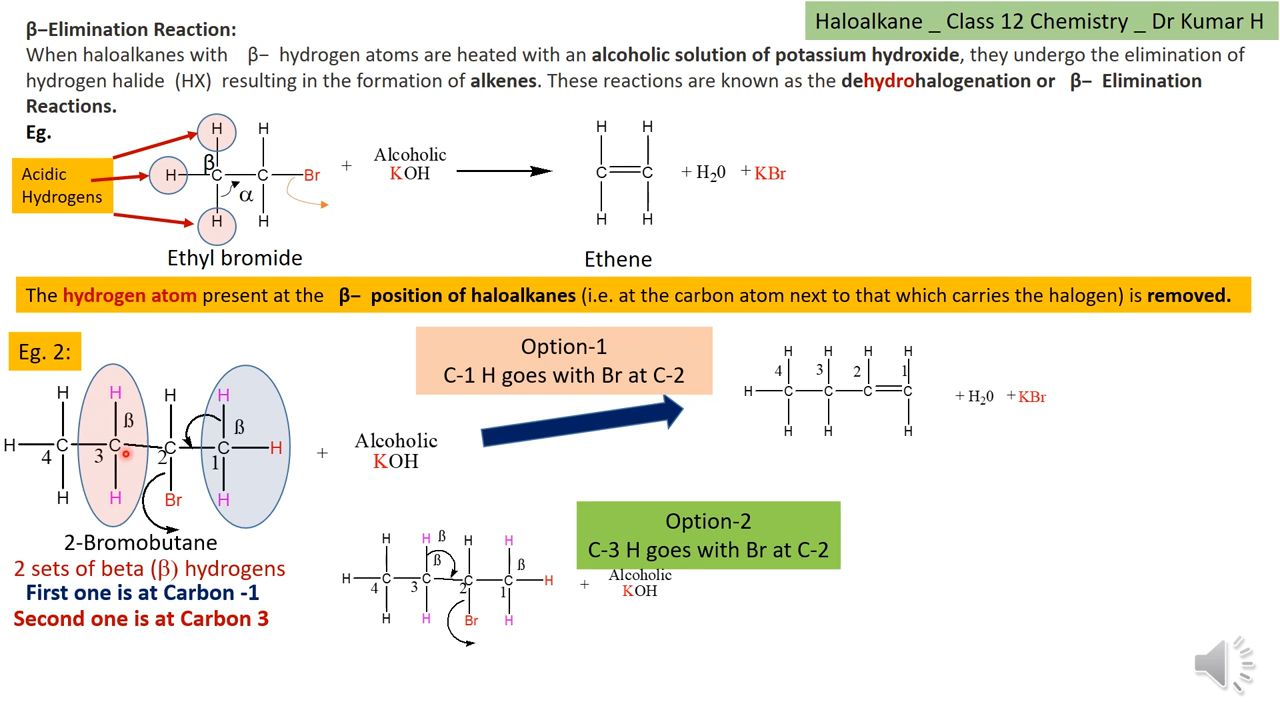 Haloalkane _ Class 12 Chemistry _ Dr Kumar H
β–Elimination Reaction:
When haloalkanes with β– hydrogen atoms are heated with an alcoholic solution of potassium hydroxide, they undergo the elimination of
hydrogen halide (HX) resulting in the formation of alkenes. These reactions are known as the dehydrohalogenation or β– Elimination
Reactions.
Eg.
Acidic
Hydrogens
H H
H β C C Br
α
H H
Ethyl bromide
+
Alcoholic
KOH
H H
C C
H H
Ethene
+ H₂0 +KBr
The hydrogen atom present at the β– position of haloalkanes (i.e. at the carbon atom next to that which carries the halogen) is removed.
Eg. 2:
H H H H
ß ß
H C C C C H
4 3 2 1
H H Br H
2-Bromobutane
2 sets of beta (β) hydrogens
First one is at Carbon -1
Second one is at Carbon 3
+
Alcoholic
KOH
Option-1
C-1 H goes with Br at C-2
H H H H
4 3 2 1
H C C C C
H H H
+ H₂0 +KBr
Option-2
C-3 H goes with Br at C-2
H H ß H H
ß ß
H C C C C H
4 3 2 1
H H Br H
+
Alcoholic
KOH